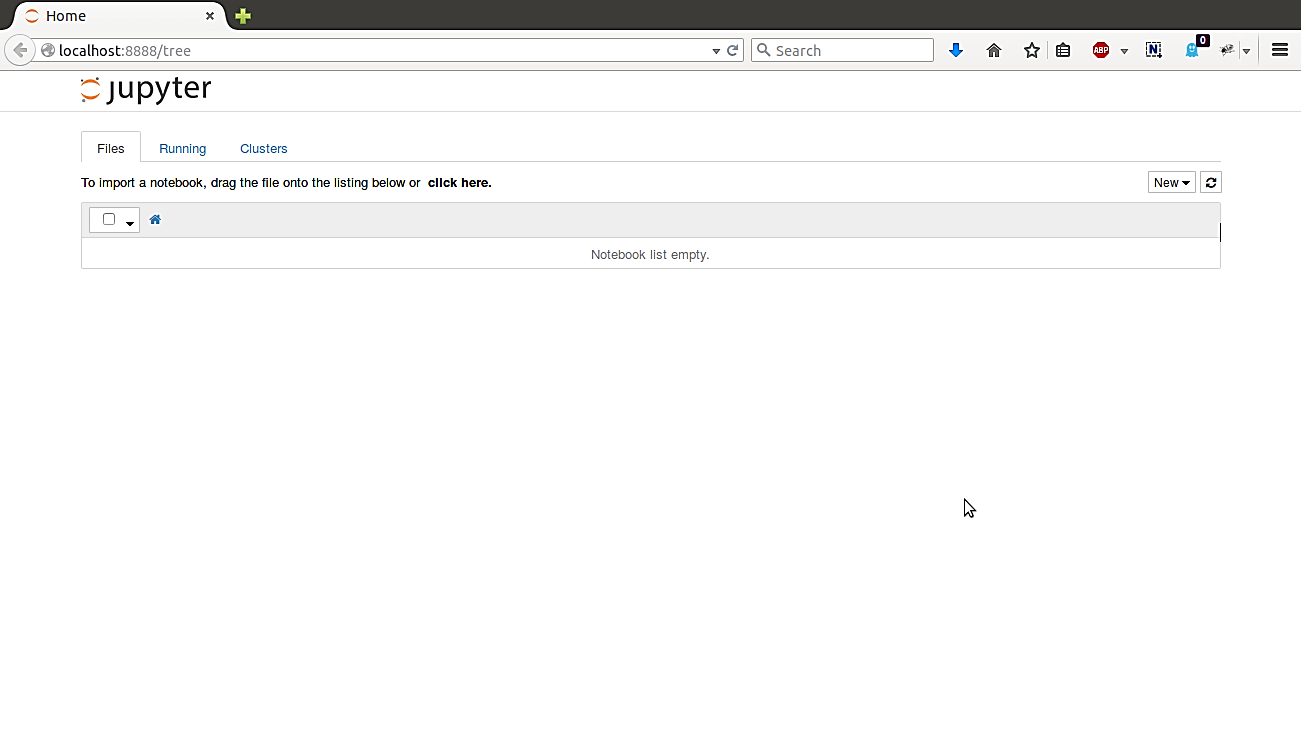 Home
localhost:8888/tree
Search
ABP
N
0
jupyter
Files Running Clusters
To import a notebook, drag the file onto the listing below or click here.
New
Notebook list empty.